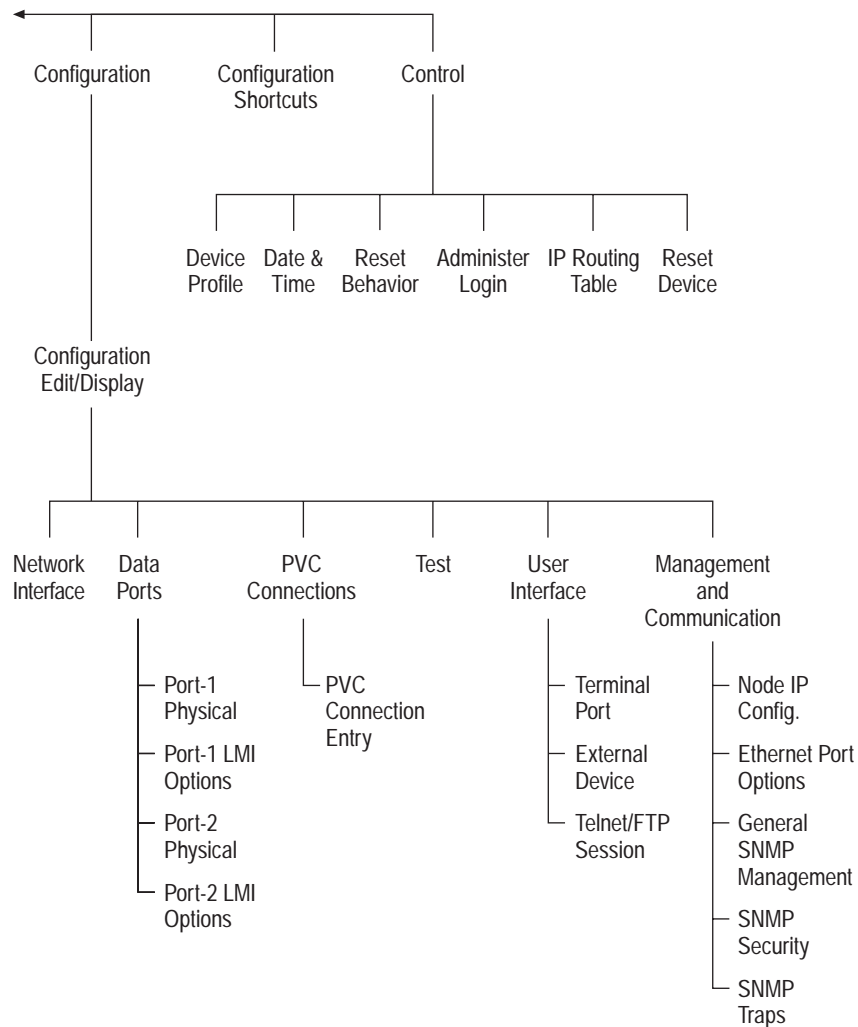 Configuration
Configuration
Shortcuts
Control
Device
Profile
Date &
Time
Reset
Behavior
Administer
Login
IP Routing
Table
Reset
Device
Configuration
Edit/Display
Network
Interface
Data
Ports
PVC
Connections
Test
User
Interface
Management
and
Communication
Port-1
Physical
Port-1 LMI
Options
Port-2
Physical
Port-2 LMI
Options
PVC
Connection
Entry
Terminal
Port
External
Device
Telnet/FTP
Session
Node IP
Config.
Ethernet Port
Options
General
SNMP
Management
SNMP
Security
SNMP
Traps